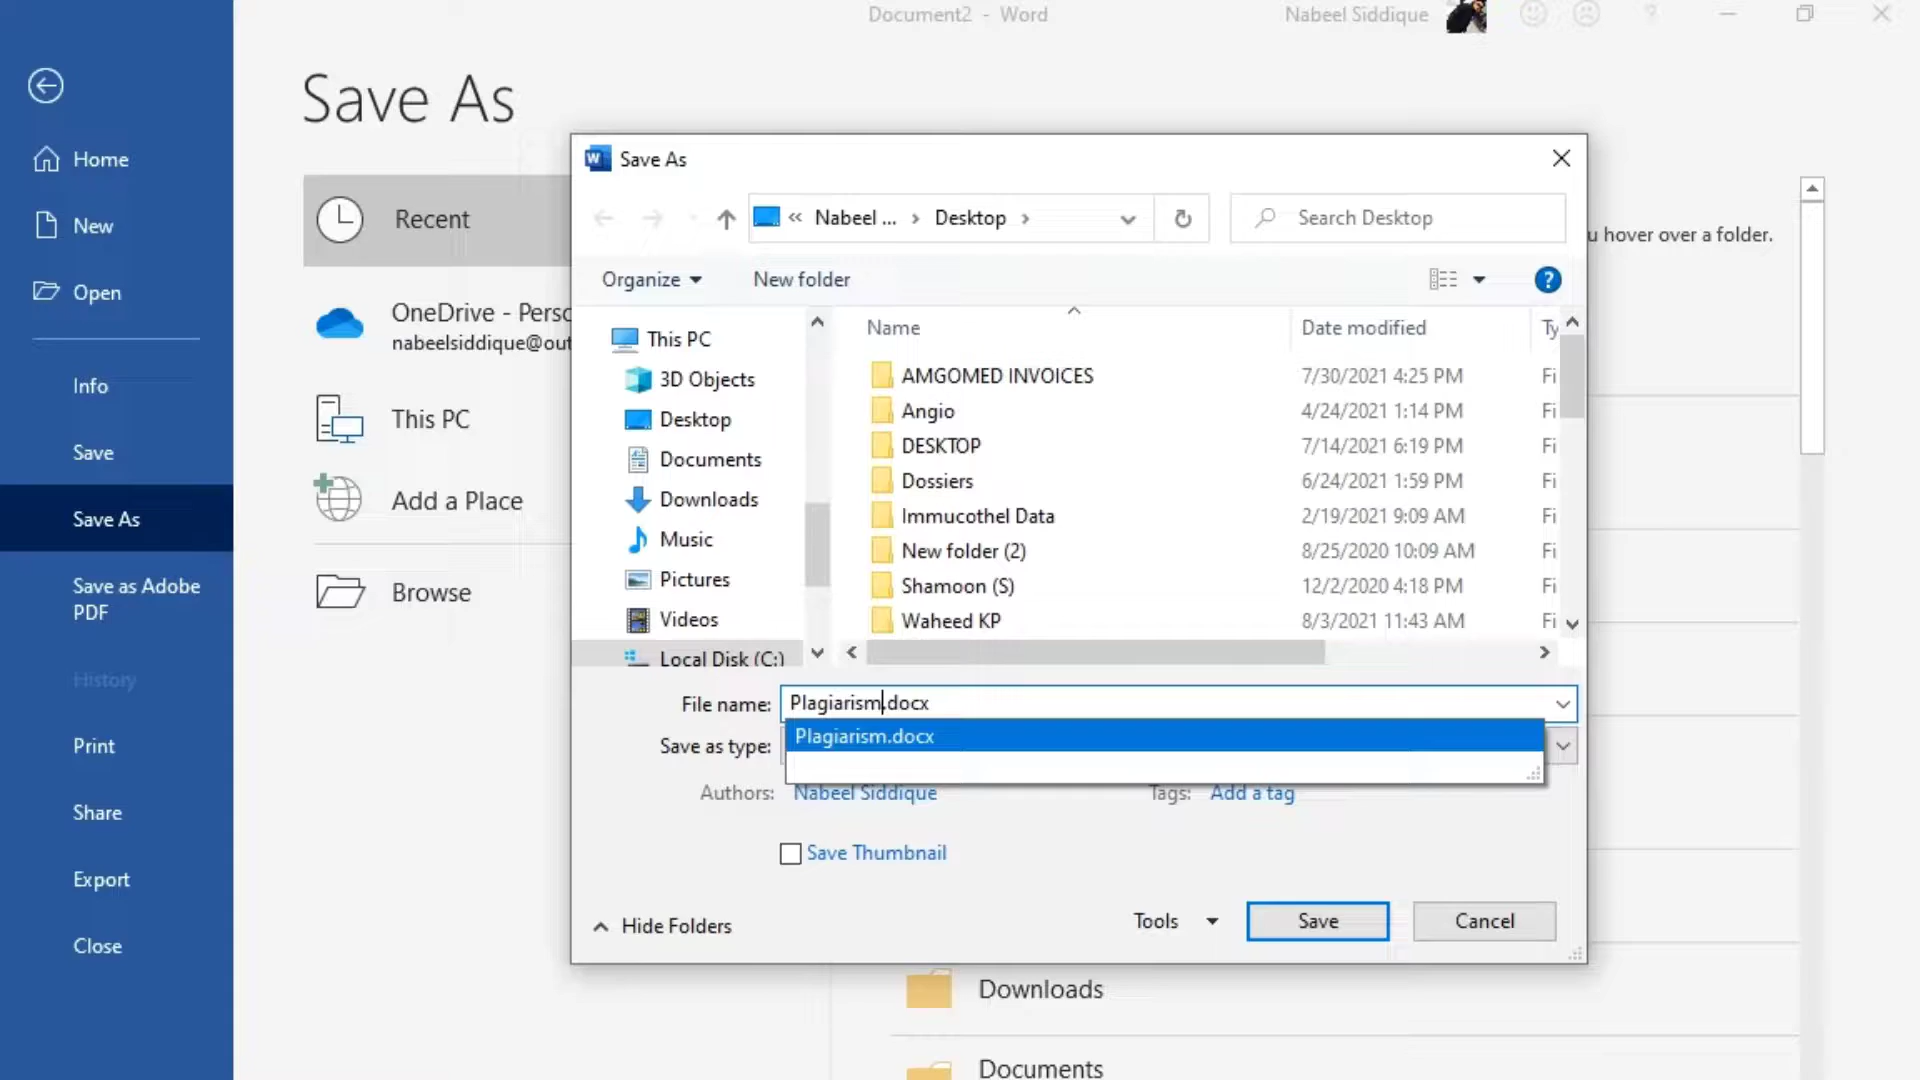 Document2 - Word
Nabeel Siddique
?
Home
New
Open
Info
Save
Save As
Save as Adobe
PDF
History
Print
Share
Export
Close
Save As
Recent
OneDrive - Perso
nabeelsiddique@out
This PC
Add a Place
Browse
u hover over a folder.
Downloads
Documents
W
Save As
« Nabeel ... › Desktop ›
Search Desktop
Organize
New folder
?
This PC
3D Objects
Desktop
Documents
Downloads
Music
Pictures
Videos
Local Disk (C:)
Name Date modified Ty
AMGOMED INVOICES 7/30/2021 4:25 PM Fi
Angio 4/24/2021 1:14 PM Fi
DESKTOP 7/14/2021 6:19 PM Fi
Dossiers 6/24/2021 1:59 PM Fi
Immucothel Data 2/19/2021 9:09 AM Fi
New folder (2) 8/25/2020 10:09 AM Fi
Shamoon (S) 12/2/2020 4:18 PM Fi
Waheed KP 8/3/2021 11:43 AM Fi
File name: Plagiarism.docx
Plagiarism.docx
Save as type:
Authors: Nabeel Siddique
Tags: Add a tag
Save Thumbnail
Hide Folders
Tools
Save
Cancel